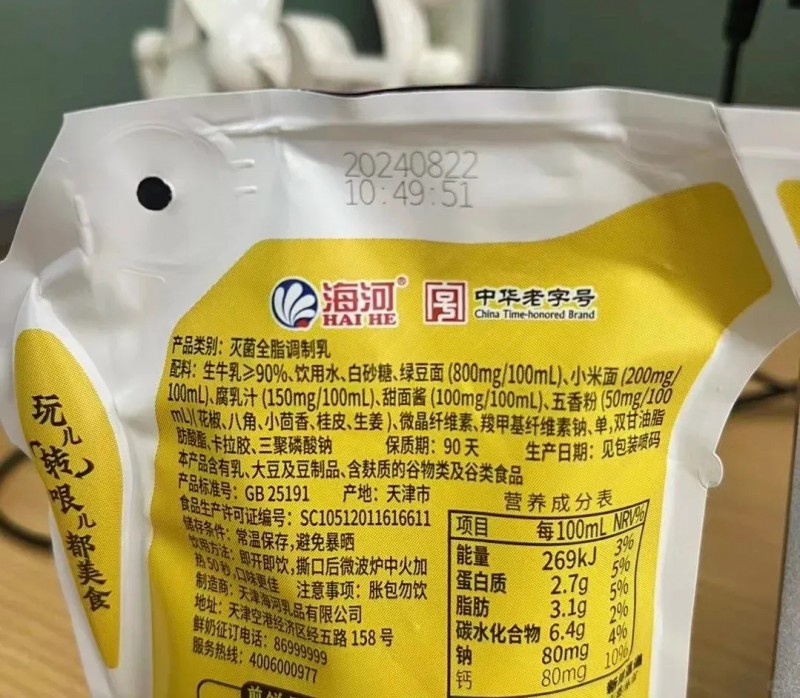 20240822
10:49:51
海河®
HAI HE
中华老字号
China Time-honored Brand
产品类别：灭菌全脂调制乳
配料：生牛乳≥90%、饮用水、白砂糖、绿豆面(800mg/100mL)、小米面(200mg/
100mL)、腐乳汁(150mg/100mL)、甜面酱(100mg/100mL)、五香粉(50mg/100
mL)(花椒、八角、小茴香、桂皮、生姜)、微晶纤维素、羧甲基纤维素钠、单,双甘油脂
肪酸酯、卡拉胶、三聚磷酸钠 保质期：90天 生产日期：见包装喷码
本产品含有乳、大豆及豆制品、含麸质的谷物类及谷类食品
产品标准号：GB 25191 产地：天津市
食品生产许可证编号：SC10512011616611
储存条件：常温保存,避免暴晒
饮用方法：即开即饮,撕口后微波炉中火加
热50秒,口味更佳 注意事项：胀包勿饮
制造商：天津海河乳品有限公司
地址：天津空港经济区经五路158号
鲜奶征订电话：86999999
服务热线：4006000977
营养成分表
项目 每100mL NRV%
能量 269kJ 3%
蛋白质 2.7g 5%
脂肪 3.1g 5%
碳水化合物 6.4g 2%
钠 80mg 4%
钙 80mg 10%
玩儿
(转)
哏儿
都美食